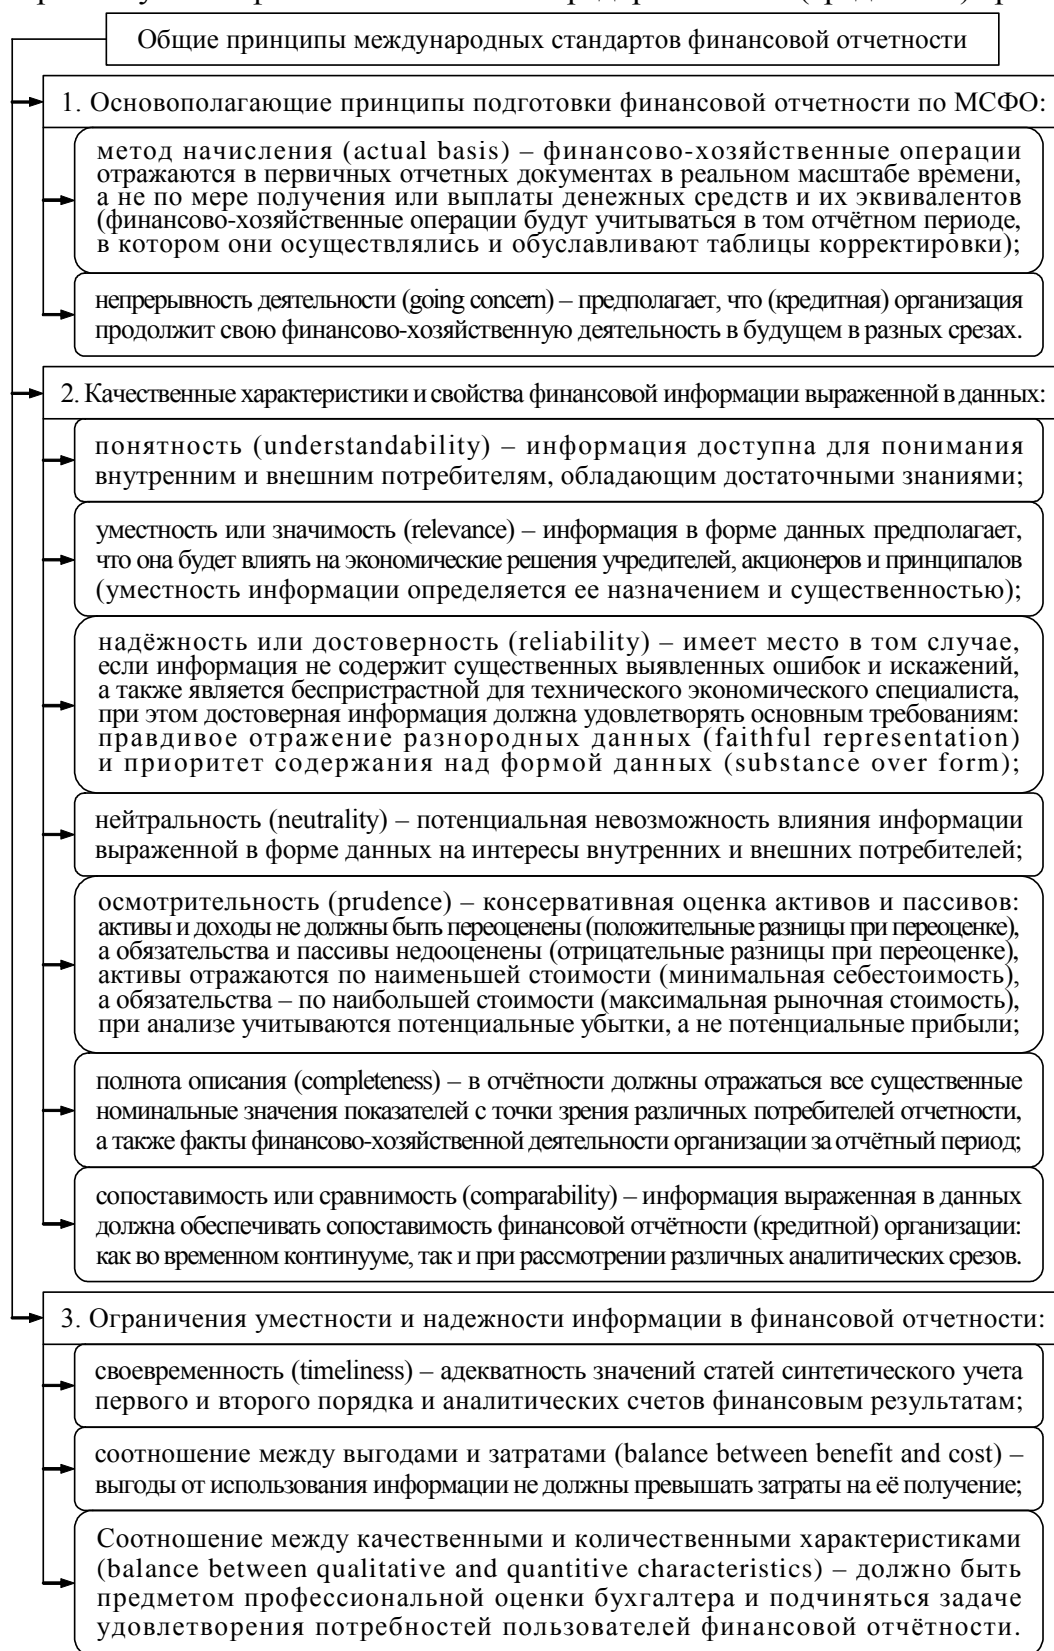 Общие принципы международных стандартов финансовой отчетности
1. Основополагающие принципы подготовки финансовой отчетности по МСФО:
метод начисления (actual basis) – финансово-хозяйственные операции
отражаются в первичных отчетных документах в реальном масштабе времени,
а не по мере получения или выплаты денежных средств и их эквивалентов
(финансово-хозяйственные операции будут учитываться в том отчётном периоде,
в котором они осуществлялись и обуславливают таблицы корректировки);
непрерывность деятельности (going concern) – предполагает, что (кредитная) организация
продолжит свою финансово-хозяйственную деятельность в будущем в разных срезах.
2. Качественные характеристики и свойства финансовой информации выраженной в данных:
понятность (understandability) – информация доступна для понимания
внутренним и внешним потребителям, обладающим достаточными знаниями;
уместность или значимость (relevance) – информация в форме данных предполагает,
что она будет влиять на экономические решения учредителей, акционеров и принципалов
(уместность информации определяется ее назначением и существенностью);
надёжность или достоверность (reliability) – имеет место в том случае,
если информация не содержит существенных выявленных ошибок и искажений,
а также является беспристрастной для технического экономического специалиста,
при этом достоверная информация должна удовлетворять основным требованиям:
правдивое отражение разнородных данных (faithful representation)
и приоритет содержания над формой данных (substance over form);
нейтральность (neutrality) – потенциальная невозможность влияния информации
выраженной в форме данных на интересы внутренних и внешних потребителей;
осмотрительность (prudence) – консервативная оценка активов и пассивов:
активы и доходы не должны быть переоценены (положительные разницы при переоценке),
а обязательства и пассивы недооценены (отрицательные разницы при переоценке),
активы отражаются по наименьшей стоимости (минимальная себестоимость),
а обязательства – по наибольшей стоимости (максимальная рыночная стоимость),
при анализе учитываются потенциальные убытки, а не потенциальные прибыли;
полнота описания (completeness) – в отчётности должны отражаться все существенные
номинальные значения показателей с точки зрения различных потребителей отчетности,
а также факты финансово-хозяйственной деятельности организации за отчётный период;
сопоставимость или сравнимость (comparability) – информация выраженная в данных
должна обеспечивать сопоставимость финансовой отчётности (кредитной) организации:
как во временном континууме, так и при рассмотрении различных аналитических срезов.
3. Ограничения уместности и надежности информации в финансовой отчетности:
своевременность (timeliness) – адекватность значений статей синтетического учета
первого и второго порядка и аналитических счетов финансовым результатам;
соотношение между выгодами и затратами (balance between benefit and cost) –
выгоды от использования информации не должны превышать затраты на её получение;
Соотношение между качественными и количественными характеристиками
(balance between qualitative and quantitive characteristics) – должно быть
предметом профессиональной оценки бухгалтера и подчиняться задаче
удовлетворения потребностей пользователей финансовой отчётности.